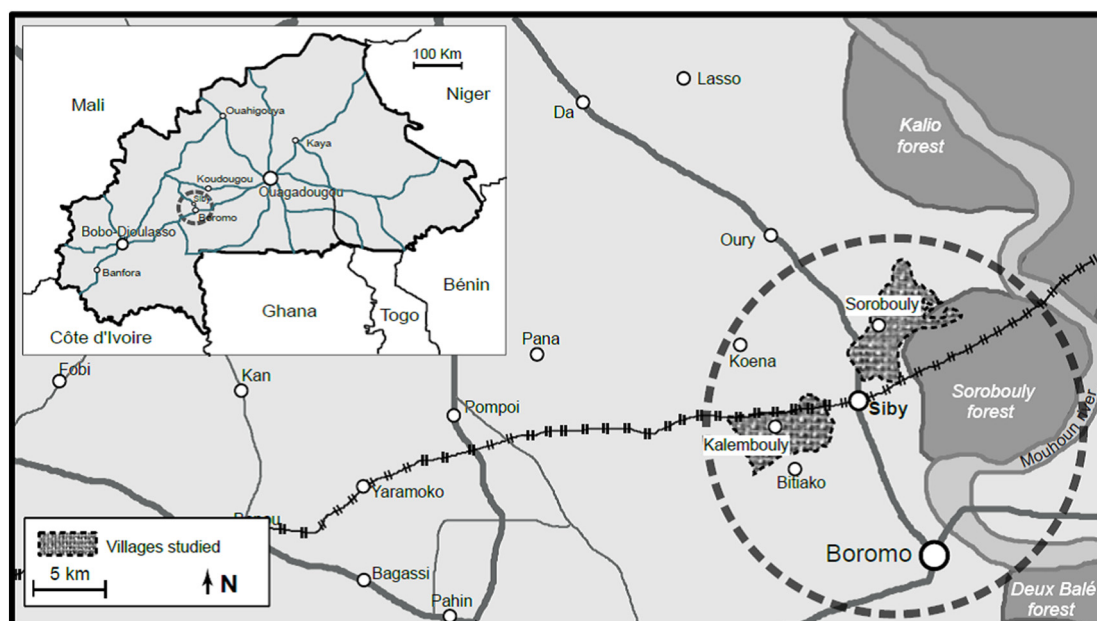 100 Km
Mali
Niger
Ouahigouya
Kaya
Koudougou
Ouagadougou
Siby
Boromo
Bobo-Dioulasso
Banfora
Bénin
Ghana
Togo
Côte d'Ivoire
Lasso
Da
Kalio
forest
Oury
Sorobouly
Pana
Koena
Fobi
Kan
Pompoi
Siby
Sorobouly
forest
Kalembouly
Bitiako
Mouhoun river
Yaramoko
Boromo
Villages studied
5 km
N
Bagassi
Pahin
Deux Balé
forest